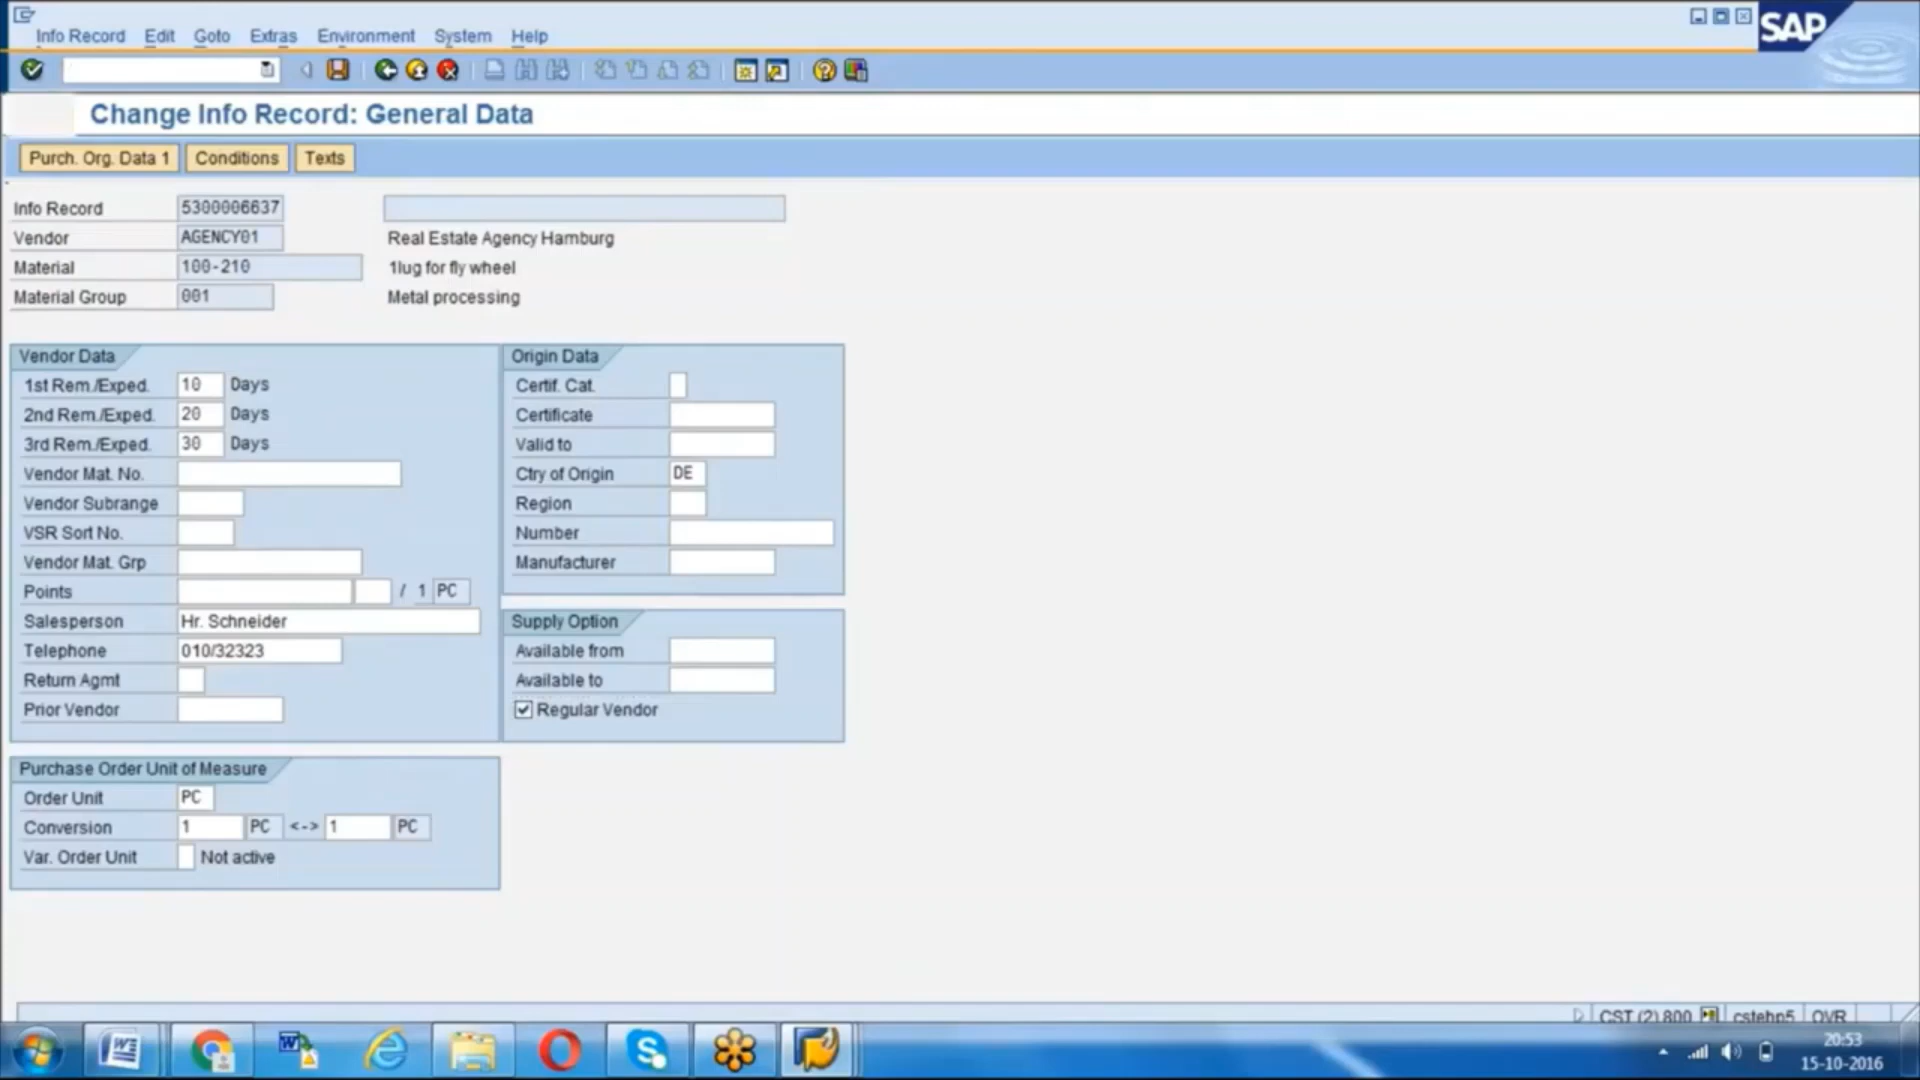 Info Record Edit Goto Extras Environment System Help
SAP
Change Info Record: General Data
Purch. Org. Data 1 Conditions Texts
Info Record 5300006637
Vendor AGENCY01 Real Estate Agency Hamburg
Material 100-210 1lug for fly wheel
Material Group 001 Metal processing
Vendor Data
1st Rem./Exped. 10 Days
2nd Rem./Exped. 20 Days
3rd Rem./Exped. 30 Days
Vendor Mat. No.
Vendor Subrange
VSR Sort No.
Vendor Mat. Grp
Points / 1 PC
Salesperson Hr. Schneider
Telephone 010/32323
Return Agmt
Prior Vendor
Origin Data
Certif. Cat.
Certificate
Valid to
Ctry of Origin DE
Region
Number
Manufacturer
Supply Option
Available from
Available to
Regular Vendor
Purchase Order Unit of Measure
Order Unit PC
Conversion 1 PC <-> 1 PC
Var. Order Unit Not active
CST (2) 800 cstehp5 OVR
20:53
15-10-2016